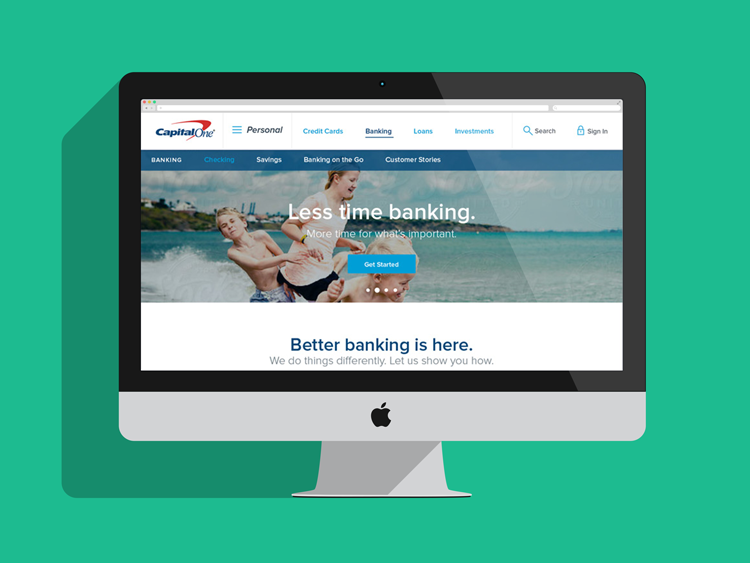 CapitalOne
Personal
Credit Cards Banking Loans Investments
Search Sign In
BANKING Checking Savings Banking on the Go Customer Stories
Less time banking.
More time for what's important.
Get Started
Better banking is here.
We do things differently. Let us show you how.